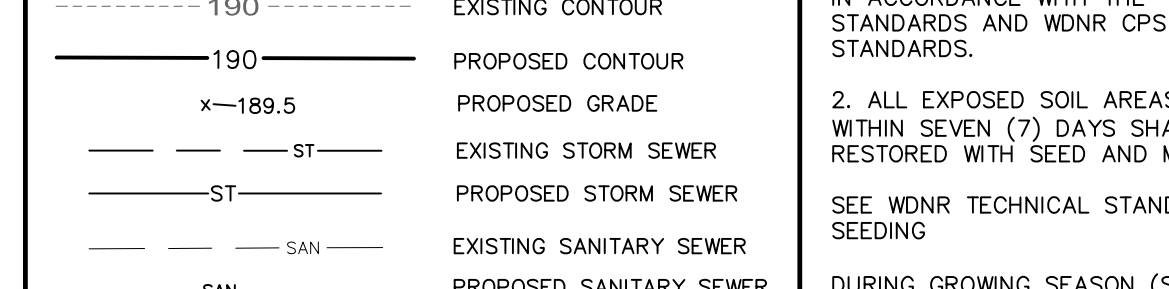 190 EXISTING CONTOUR
190 PROPOSED CONTOUR
x 189.5 PROPOSED GRADE
ST EXISTING STORM SEWER
ST PROPOSED STORM SEWER
SAN EXISTING SANITARY SEWER
SAN PROPOSED SANITARY SEWER
IN ACCORDANCE WITH THE
STANDARDS AND WDNR CPS
STANDARDS.
2. ALL EXPOSED SOIL AREAS
WITHIN SEVEN (7) DAYS
RESTORED WITH SEED AND
SEE WDNR TECHNICAL
SEEDING
DURING GROWING SEASON